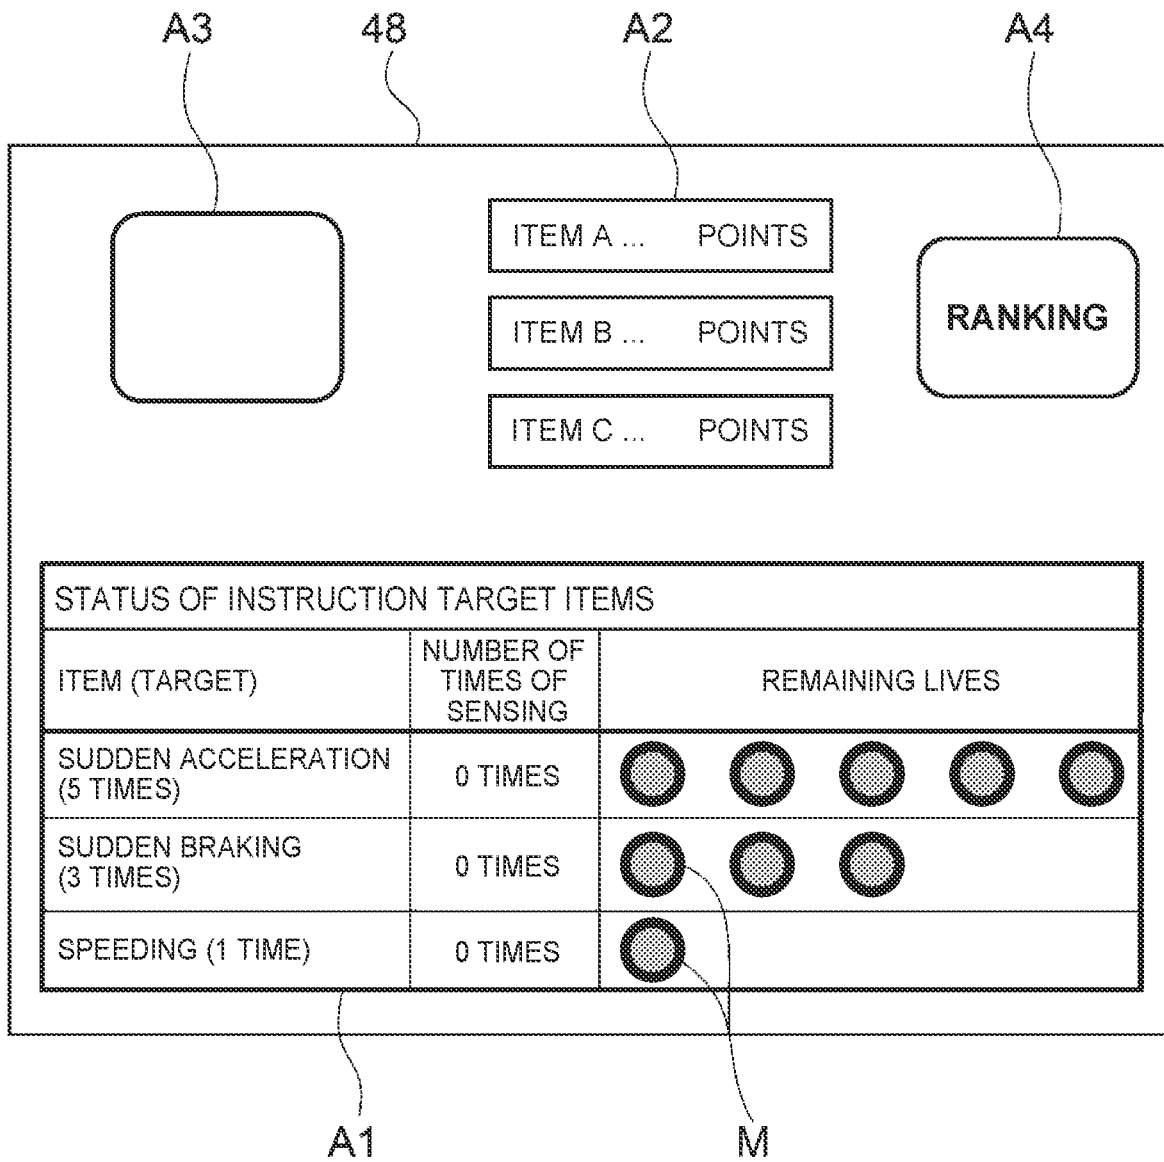 A3 48 A2 A4
ITEM A ... POINTS
ITEM B ... POINTS
RANKING
ITEM C ... POINTS
STATUS OF INSTRUCTION TARGET ITEMS
ITEM (TARGET)
NUMBER OF
TIMES OF
SENSING
REMAINING LIVES
SUDDEN ACCELERATION
(5 TIMES)
0 TIMES
SUDDEN BRAKING
(3 TIMES)
0 TIMES
SPEEDING (1 TIME)
0 TIMES
A1 M